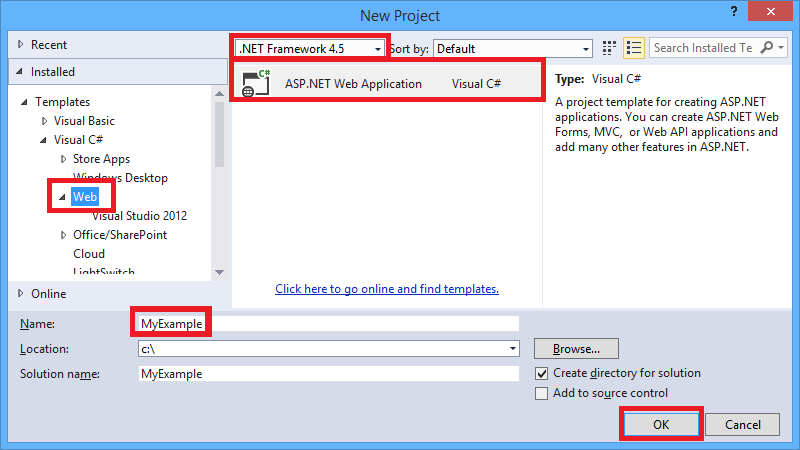 New Project
?
Recent
.NET Framework 4.5
Sort by:
Default
Search Installed Te
Installed
C#
ASP.NET Web Application
Visual C#
Type: Visual C#
A project template for creating ASP.NET
applications. You can create ASP.NET Web
Forms, MVC, or Web API applications and
add many other features in ASP.NET.
Templates
Visual Basic
Visual C#
Store Apps
Windows Desktop
Web
Visual Studio 2012
Office/SharePoint
Cloud
LightSwitch
Click here to go online and find templates.
Online
Name:
MyExample
Location:
c:\
Browse...
Solution name:
MyExample
Create directory for solution
Add to source control
OK
Cancel